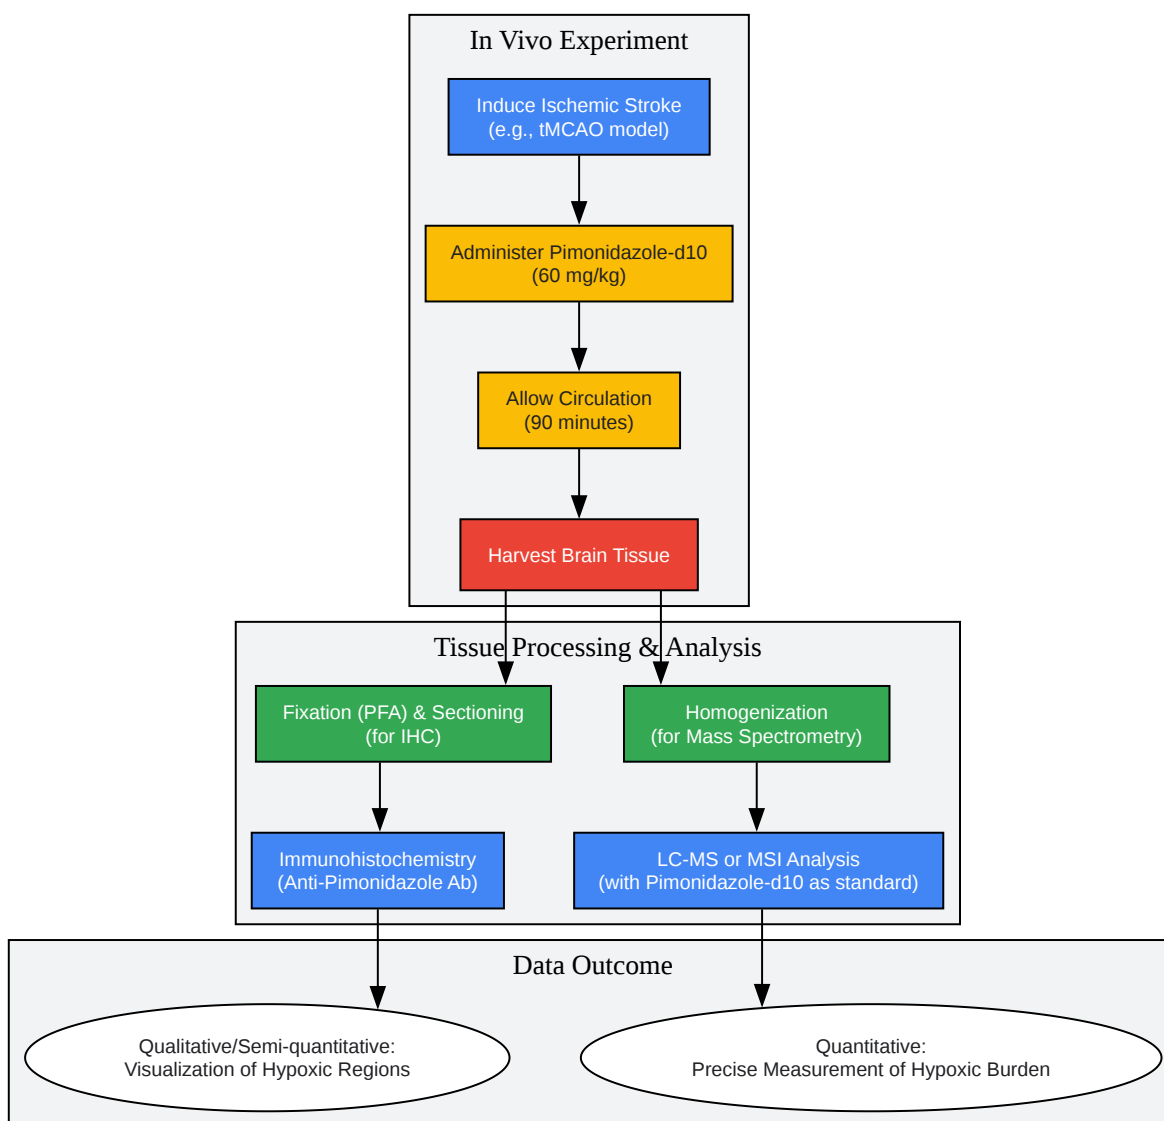 In Vivo Experiment
Induce Ischemic Stroke
(e.g., tMCAO model)
Administer Pimonidazole-d10
(60 mg/kg)
Allow Circulation
(90 minutes)
Harvest Brain Tissue
Tissue Processing & Analysis
Fixation (PFA) & Sectioning
(for IHC)
Homogenization
(for Mass Spectrometry)
Immunohistochemistry
(Anti-Pimonidazole Ab)
LC-MS or MSI Analysis
(with Pimonidazole-d10 as standard)
Data Outcome
Qualitative/Semi-quantitative:
Visualization of Hypoxic Regions
Quantitative:
Precise Measurement of Hypoxic Burden